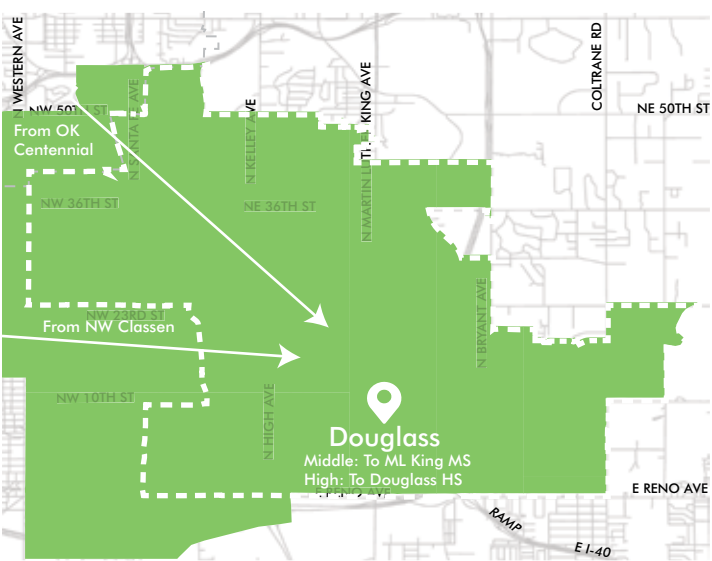 N WESTERN AVE
COLTRANE RD
NW 50TH ST
NE 50TH ST
N SANTA FE AVE
N KELLEY AVE
KING AVE
N MARTIN
From OK
Centennial
NW 36TH ST
NE 36TH ST
NW 23RD ST
From NW Classen
N BRYANT AVE
NW 10TH ST
N HIGH AVE
Douglass
Middle: To ML King MS
High: To Douglass HS
E RENO AVE
E RENO AVE
RAMP
E I-40